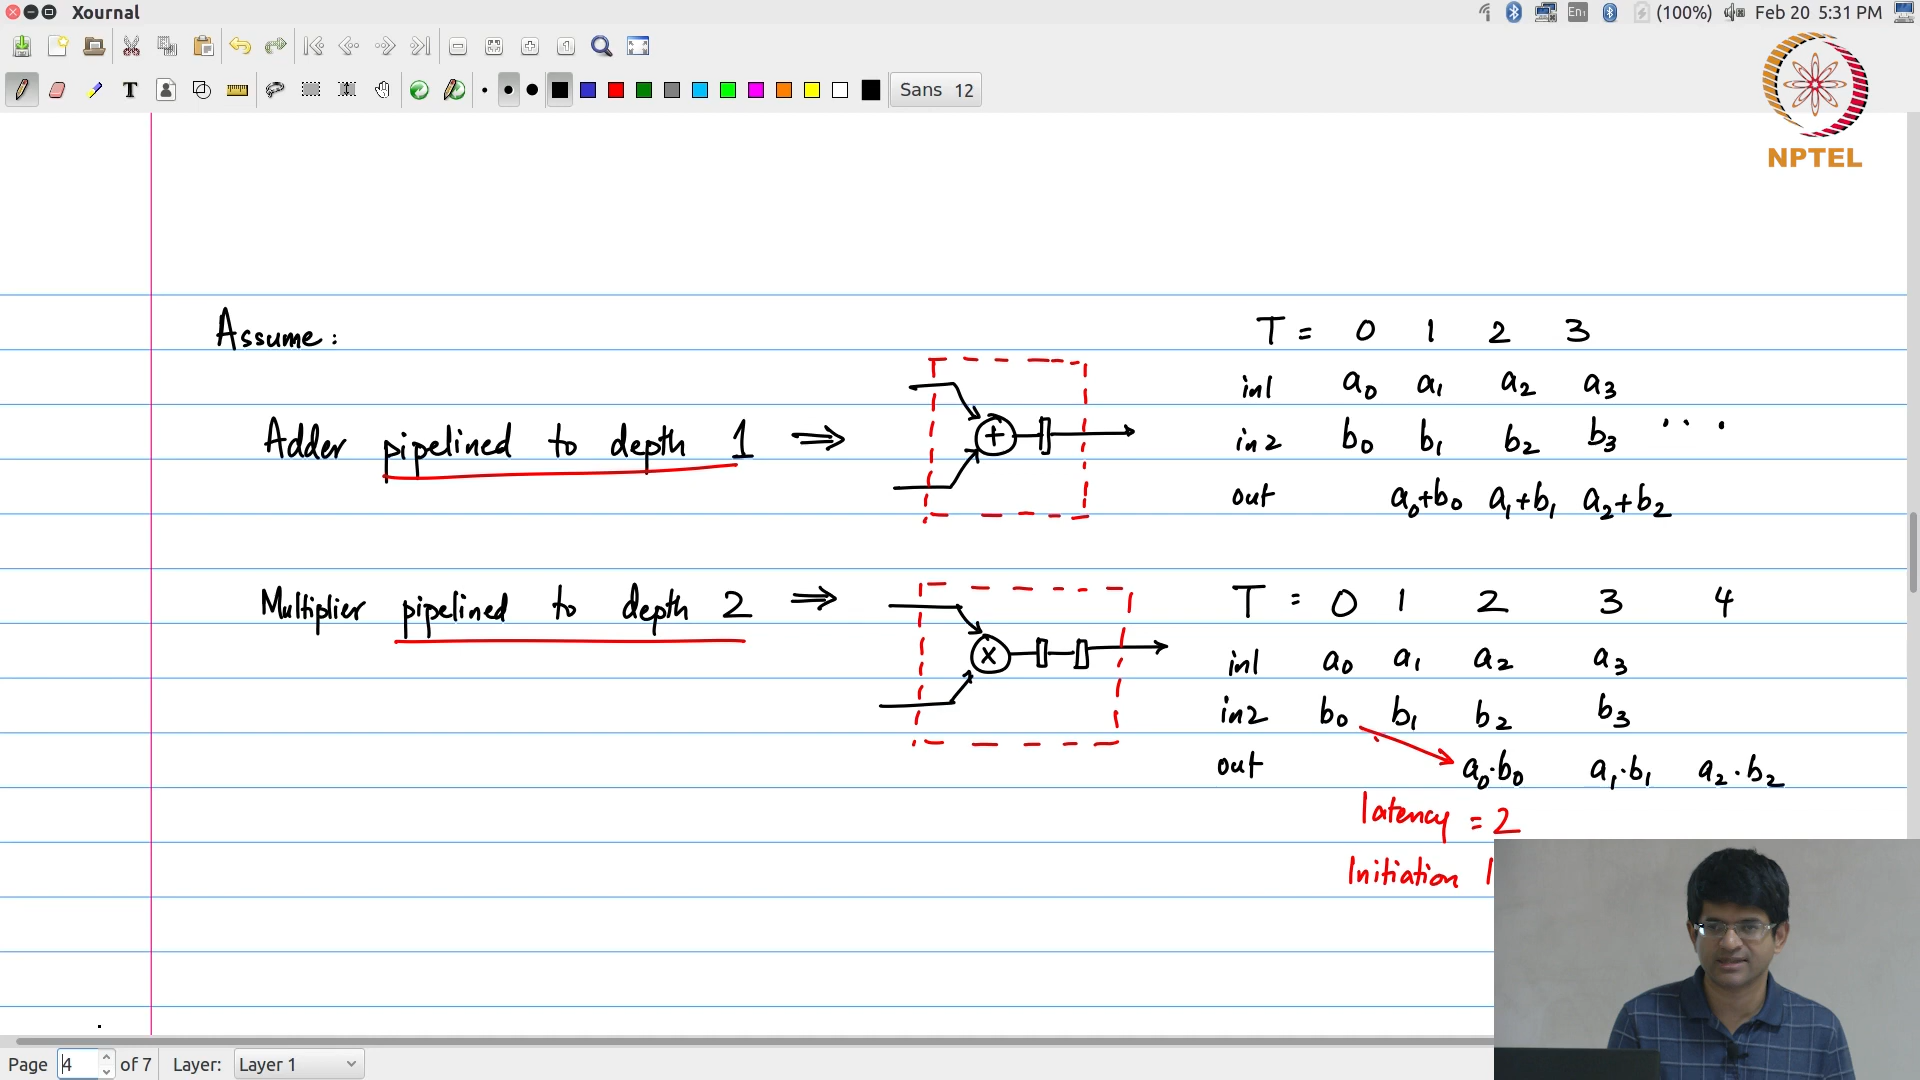 Xournal
En1
(100%) Feb 20 5:31 PM
T Sans 12
NPTEL
Assume:
T = 0 1 2 3
in1 a0 a1 a2 a3
Adder pipelined to depth 1 ⇒
+
in2 b0 b1 b2 b3 ...
out a0+b0 a1+b1 a2+b2
Multiplier pipelined to depth 2 ⇒
x
T = 0 1 2 3 4
in1 a0 a1 a2 a3
in2 b0 b1 b2 b3
out a0·b0 a1·b1 a2·b2
latency = 2
Initiation
Page 4 of 7 Layer: Layer 1